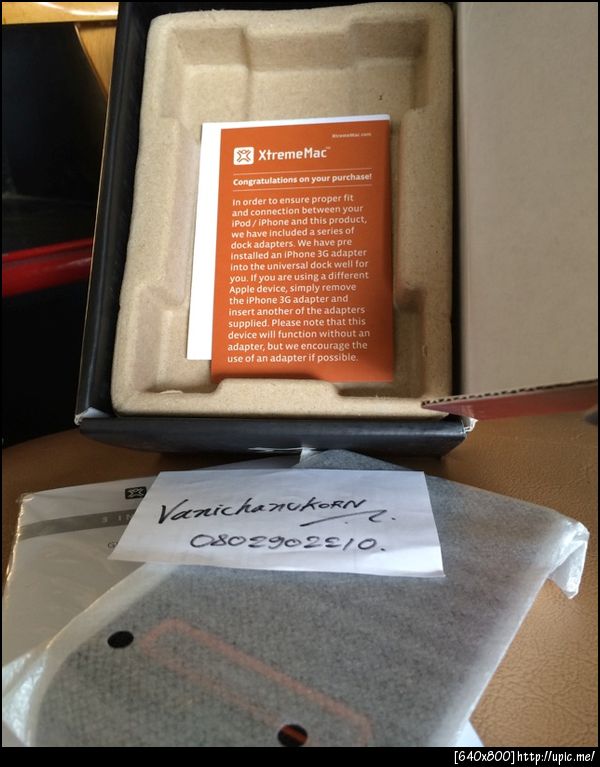 XtremeMac.com
XtremeMac™
Congratulations on your purchase!
In order to ensure proper fit
and connection between your
iPod / iPhone and this product,
we have included a series of
dock adapters. We have pre
installed an iPhone 3G adapter
into the universal dock well for
you. If you are using a different
Apple device, simply remove
the iPhone 3G adapter and
insert another of the adapters
supplied. Please note that this
device will function without an
adapter, but we encourage the
use of an adapter if possible.
Vanichanukorn
0802902210.
[640x800]http://upic.me/